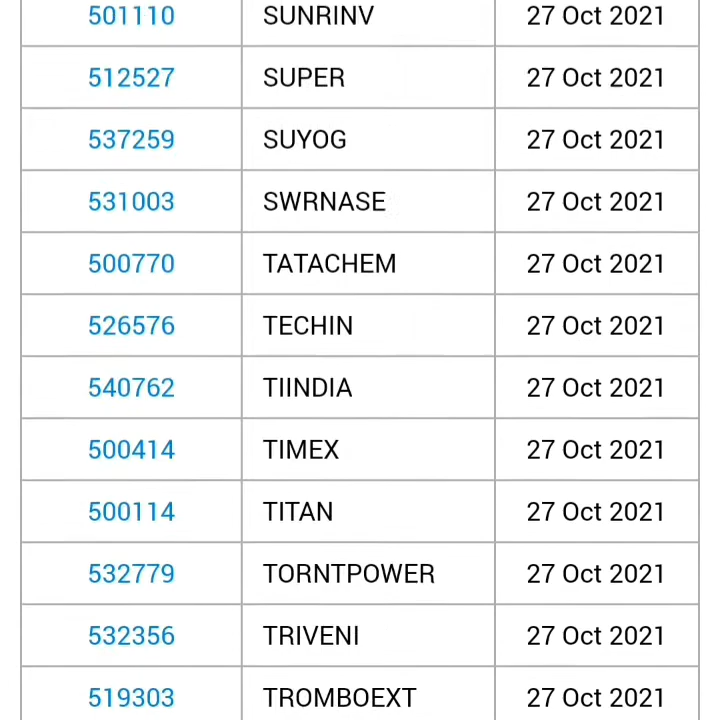 501110 SUNRINV 27 Oct 2021
512527 SUPER 27 Oct 2021
537259 SUYOG 27 Oct 2021
531003 SWRNASE 27 Oct 2021
500770 TATACHEM 27 Oct 2021
526576 TECHIN 27 Oct 2021
540762 TIINDIA 27 Oct 2021
500414 TIMEX 27 Oct 2021
500114 TITAN 27 Oct 2021
532779 TORNTPOWER 27 Oct 2021
532356 TRIVENI 27 Oct 2021
519303 TROMBOEXT 27 Oct 2021